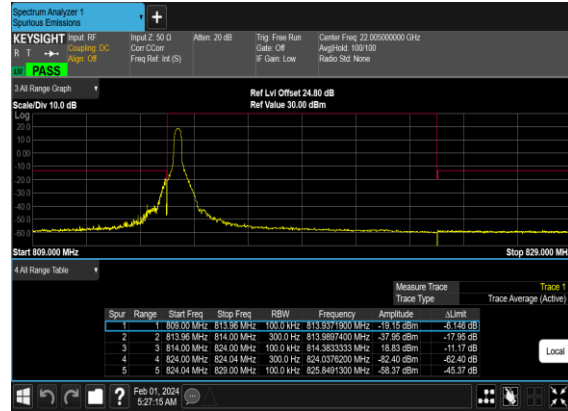 Spectrum Analyzer 1
Spurious Emissions
KEYSIGHT Input: RF Input Z: 50 Ω Atten: 20 dB Trig: Free Run Center Freq: 22.005000000 GHz
R T Coupling: DC Corr CCorr Gate: Off Avg|Hold: 100/100
Align: Off Freq Ref: Int (S) IF Gain: Low Radio Std: None
PASS
3 All Range Graph
Ref Lvl Offset 24.80 dB
Scale/Div 10.0 dB Ref Value 30.00 dBm
Log
20.0
10.0
0.00
-10.0
-20.0
-30.0
-40.0
-50.0
-60.0
Start 809.000 MHz Stop 829.000 MH
4 All Range Table
Measure Trace Trace 1
Trace Type Trace Average (Active)
Spur Range Start Freq Stop Freq RBW Frequency Amplitude ΔLimit
1 1 809.00 MHz 813.96 MHz 100.0 kHz 813.9371900 MHz -19.15 dBm -6.146 dB
2 2 813.96 MHz 814.00 MHz 300.0 Hz 813.9897400 MHz -37.95 dBm -17.95 dB
3 3 814.00 MHz 824.00 MHz 100.0 kHz 814.3833333 MHz 18.83 dBm -11.17 dB
4 4 824.00 MHz 824.04 MHz 300.0 Hz 824.0376200 MHz -82.40 dBm -62.40 dB
5 5 824.04 MHz 829.00 MHz 100.0 kHz 825.8491300 MHz -58.37 dBm -45.37 dB
Local
? Feb 01, 2024
5:27:15 AM